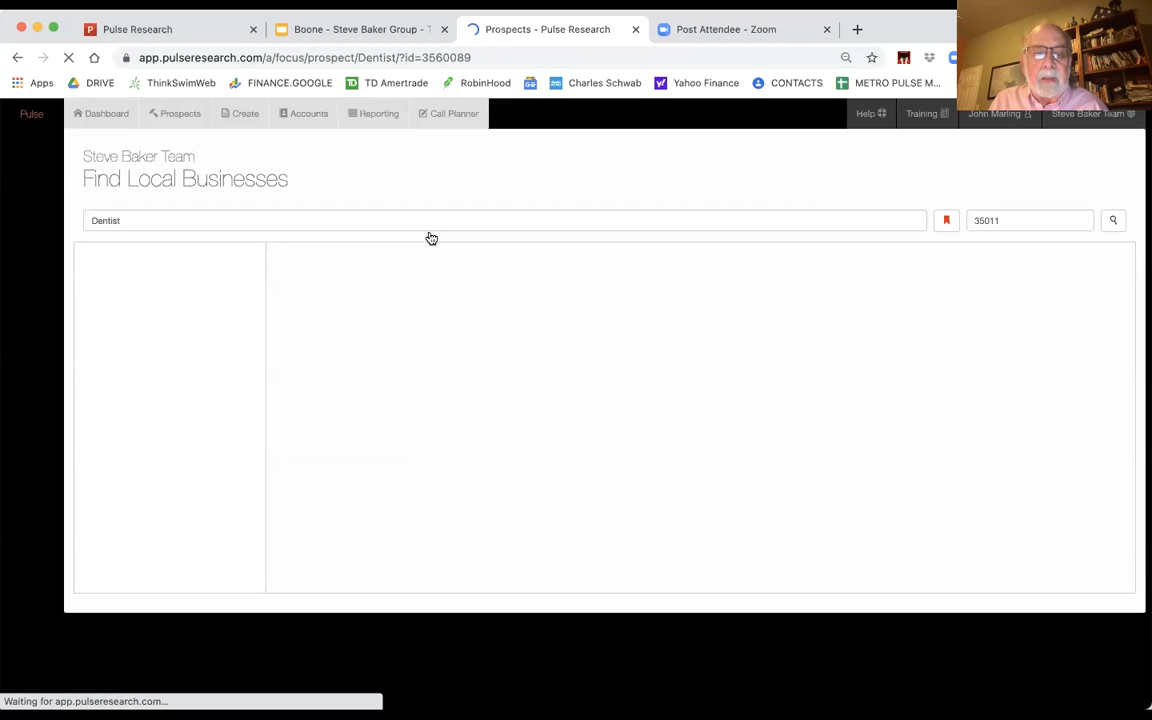 Pulse Research
Boone - Steve Baker Group - T
Prospects - Pulse Research
Post Attendee - Zoom
app.pulseresearch.com/a/focus/prospect/Dentist/?id=3560089
Apps
DRIVE
ThinkSwimWeb
FINANCE.GOOGLE
TD Amertrade
RobinHood
Charles Schwab
Yahoo Finance
CONTACTS
METRO PULSE M...
Pulse
Dashboard
Prospects
Create
Accounts
Reporting
Call Planner
Help
Training
John Marling
Steve Baker Team
Steve Baker Team
Find Local Businesses
Dentist
35011
Waiting for app.pulseresearch.com...